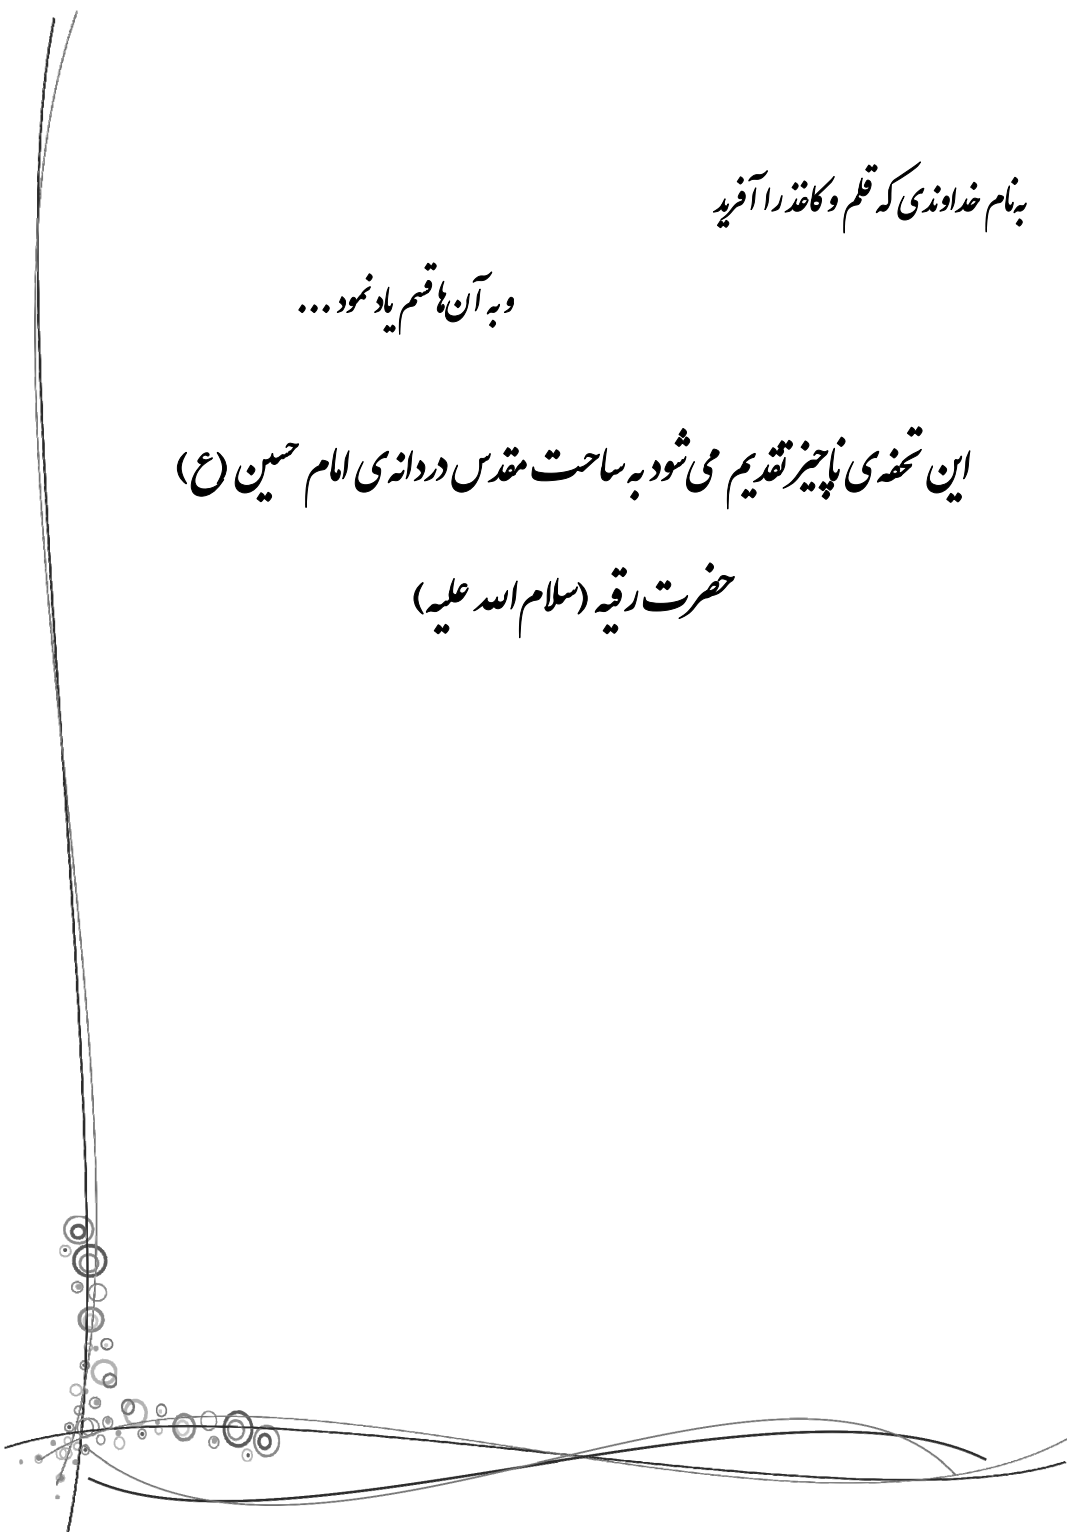 به‌نام خداوندی که قلم و کاغذ را آفرید
و به آن‌ها قسم یاد نمود ...
این تحفه‌ی ناچیز تقدیم می‌شود به ساحت مقدس دردانه‌ی امام حسین (ع)
حضرت رقیه (سلام الله علیه)